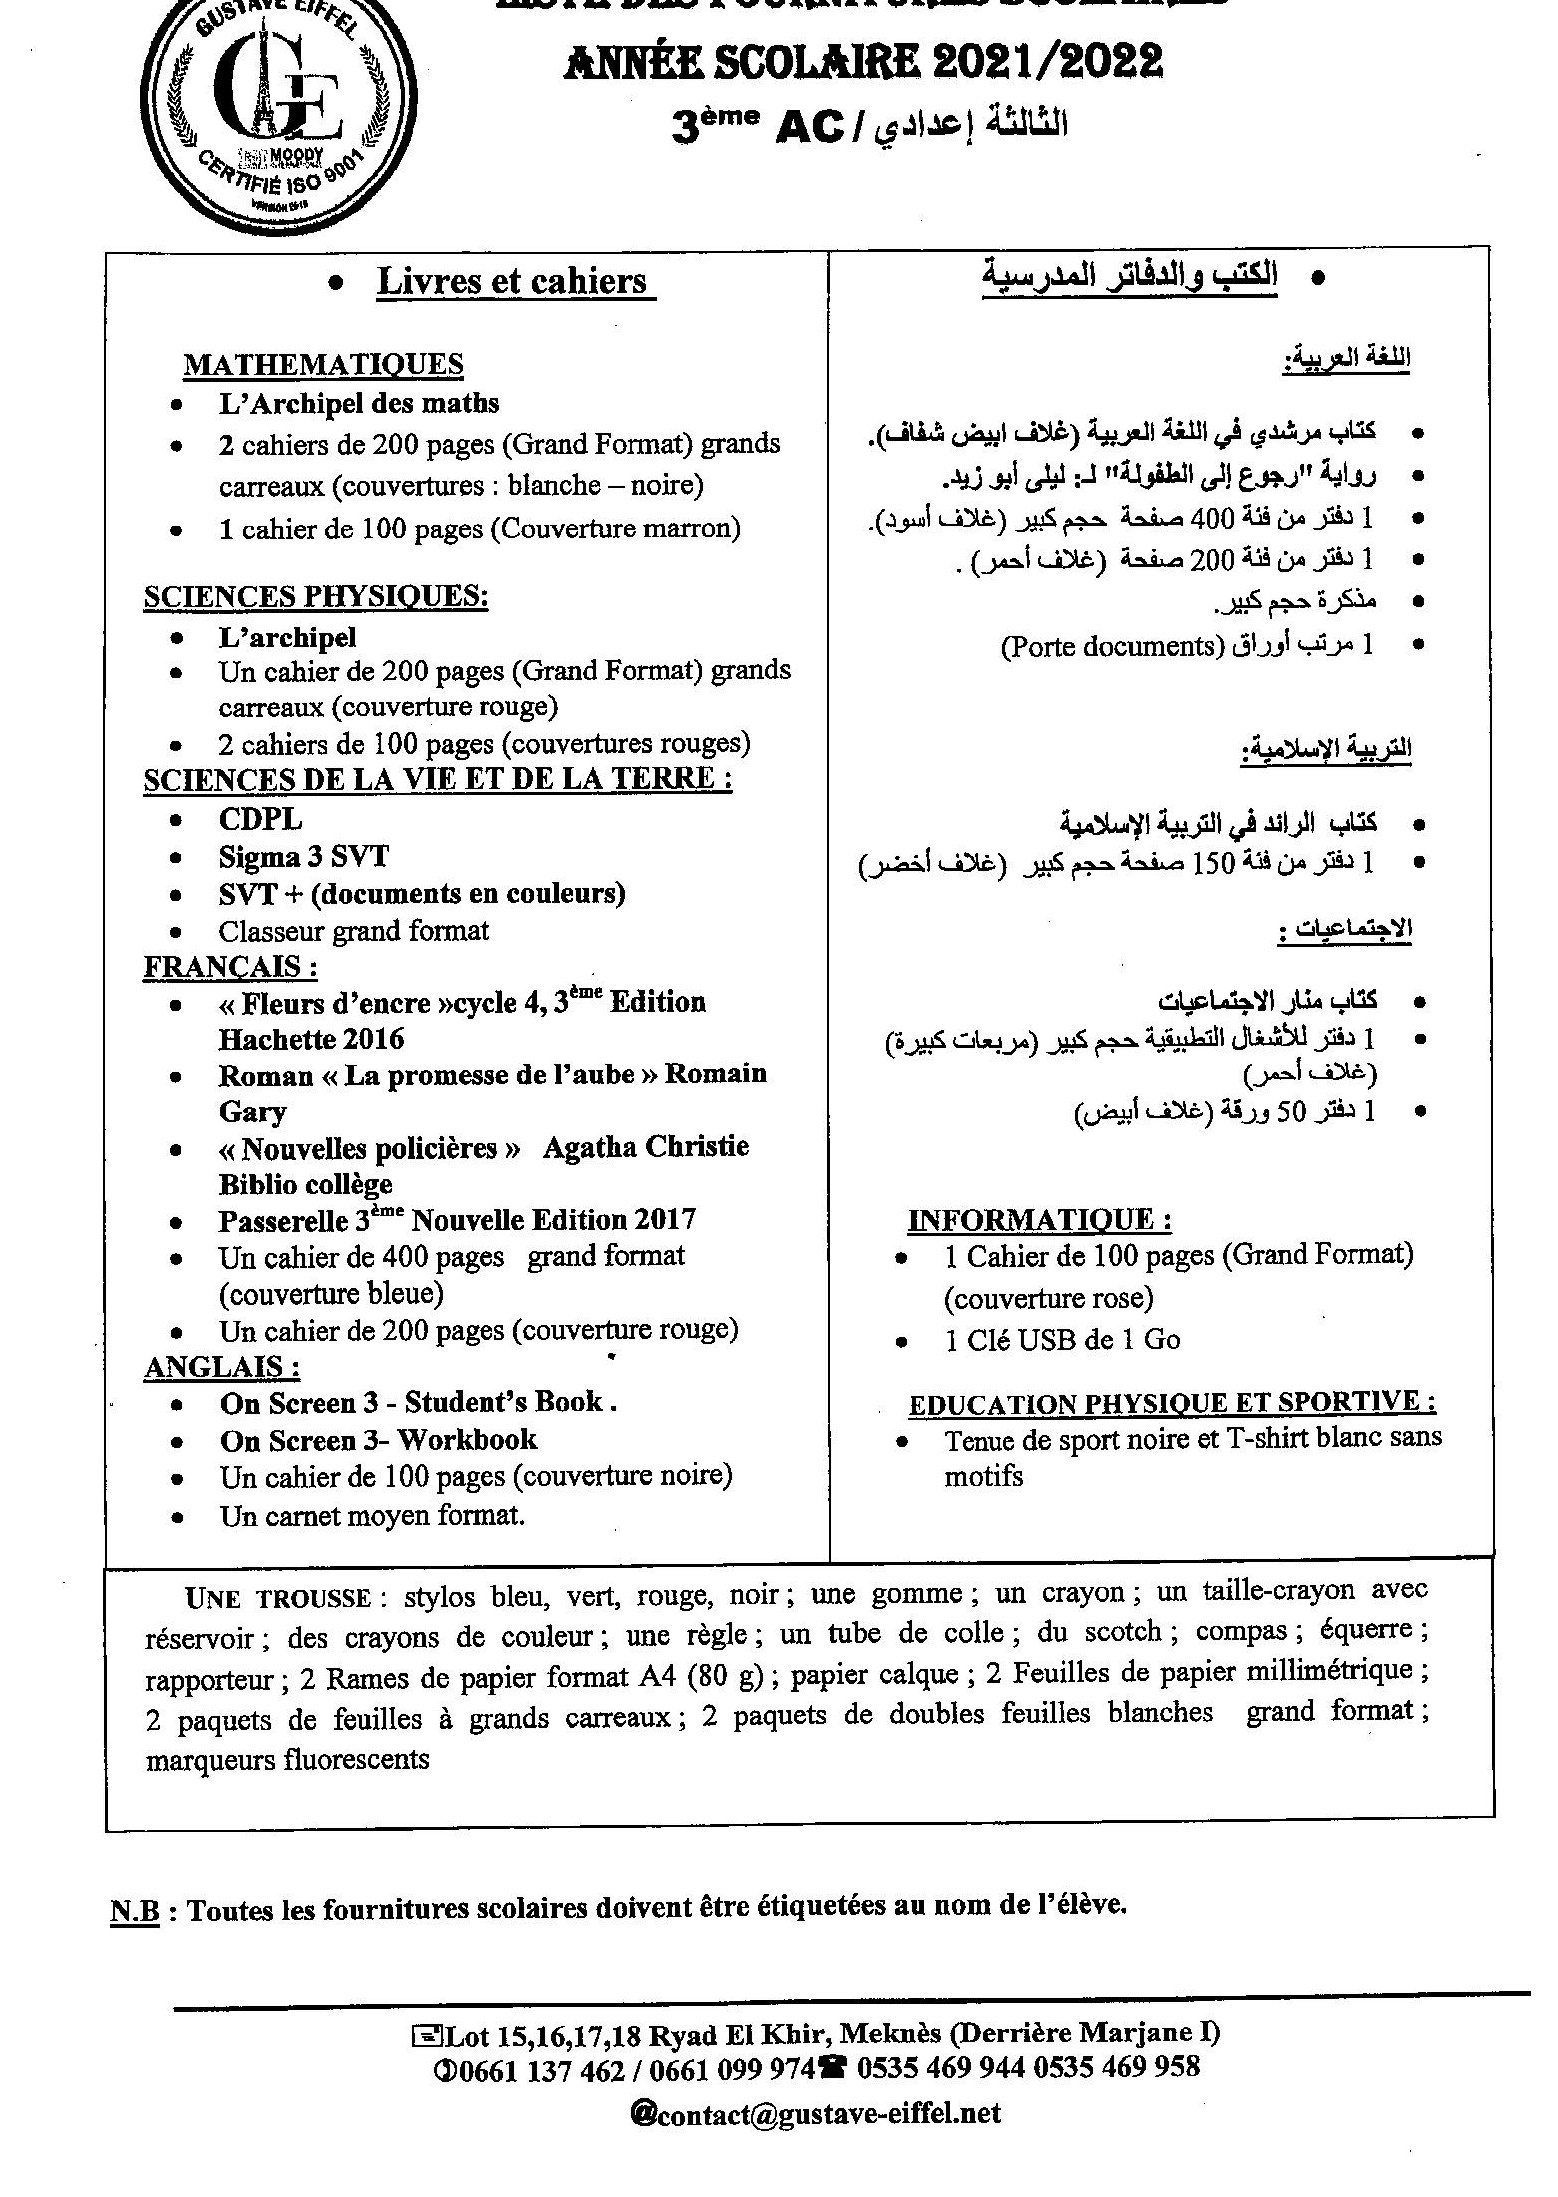 GUSTAVE EIFFEL
GE
MOODY
CERTIFIÉ ISO 9001
LISTE DES FOURNITURES SCOLAIRES
ANNÉE SCOLAIRE 2021/2022
3ème AC / الثالثة إعدادي
• Livres et cahiers
MATHEMATIQUES
• L’Archipel des maths
• 2 cahiers de 200 pages (Grand Format) grands
carreaux (couvertures : blanche – noire)
• 1 cahier de 100 pages (Couverture marron)
SCIENCES PHYSIQUES:
• L’archipel
• Un cahier de 200 pages (Grand Format) grands
carreaux (couverture rouge)
• 2 cahiers de 100 pages (couvertures rouges)
SCIENCES DE LA VIE ET DE LA TERRE :
• CDPL
• Sigma 3 SVT
• SVT + (documents en couleurs)
• Classeur grand format
FRANÇAIS :
• « Fleurs d’encre »cycle 4, 3ème Edition
Hachette 2016
• Roman « La promesse de l’aube » Romain
Gary
• « Nouvelles policières » Agatha Christie
Biblio collège
• Passerelle 3ème Nouvelle Edition 2017
• Un cahier de 400 pages grand format
(couverture bleue)
• Un cahier de 200 pages (couverture rouge)
ANGLAIS :
• On Screen 3 - Student’s Book .
• On Screen 3- Workbook
• Un cahier de 100 pages (couverture noire)
• Un carnet moyen format.
• الكتب والدفاتر المدرسية
اللغة العربية:
• كتاب مرشدي في اللغة العربية (غلاف ابيض شفاف).
• رواية "رجوع إلى الطفولة" لـ: ليلى أبو زيد.
• 1 دفتر من فئة 400 صفحة حجم كبير (غلاف أسود).
• 1 دفتر من فئة 200 صفحة (غلاف أحمر) .
• مذكرة حجم كبير.
• 1 مرتب أوراق (Porte documents)
التربية الإسلامية:
• كتاب الرائد في التربية الإسلامية
• 1 دفتر من فئة 150 صفحة حجم كبير (غلاف أخضر)
الاجتماعيات :
• كتاب منار الاجتماعيات
• 1 دفتر للأشغال التطبيقية حجم كبير (مربعات كبيرة)
(غلاف أحمر)
• 1 دفتر 50 ورقة (غلاف أبيض)
INFORMATIQUE :
• 1 Cahier de 100 pages (Grand Format)
(couverture rose)
• 1 Clé USB de 1 Go
EDUCATION PHYSIQUE ET SPORTIVE :
• Tenue de sport noire et T-shirt blanc sans
motifs
UNE TROUSSE : stylos bleu, vert, rouge, noir ; une gomme ; un crayon ; un taille-crayon avec
réservoir ; des crayons de couleur ; une règle ; un tube de colle ; du scotch ; compas ; équerre ;
rapporteur ; 2 Rames de papier format A4 (80 g) ; papier calque ; 2 Feuilles de papier millimétrique ;
2 paquets de feuilles à grands carreaux ; 2 paquets de doubles feuilles blanches grand format ;
marqueurs fluorescents
N.B : Toutes les fournitures scolaires doivent être étiquetées au nom de l’élève.
Lot 15,16,17,18 Ryad El Khir, Meknès (Derrière Marjane I)
0661 137 462 / 0661 099 974☎ 0535 469 944 0535 469 958
@contact@gustave-eiffel.net